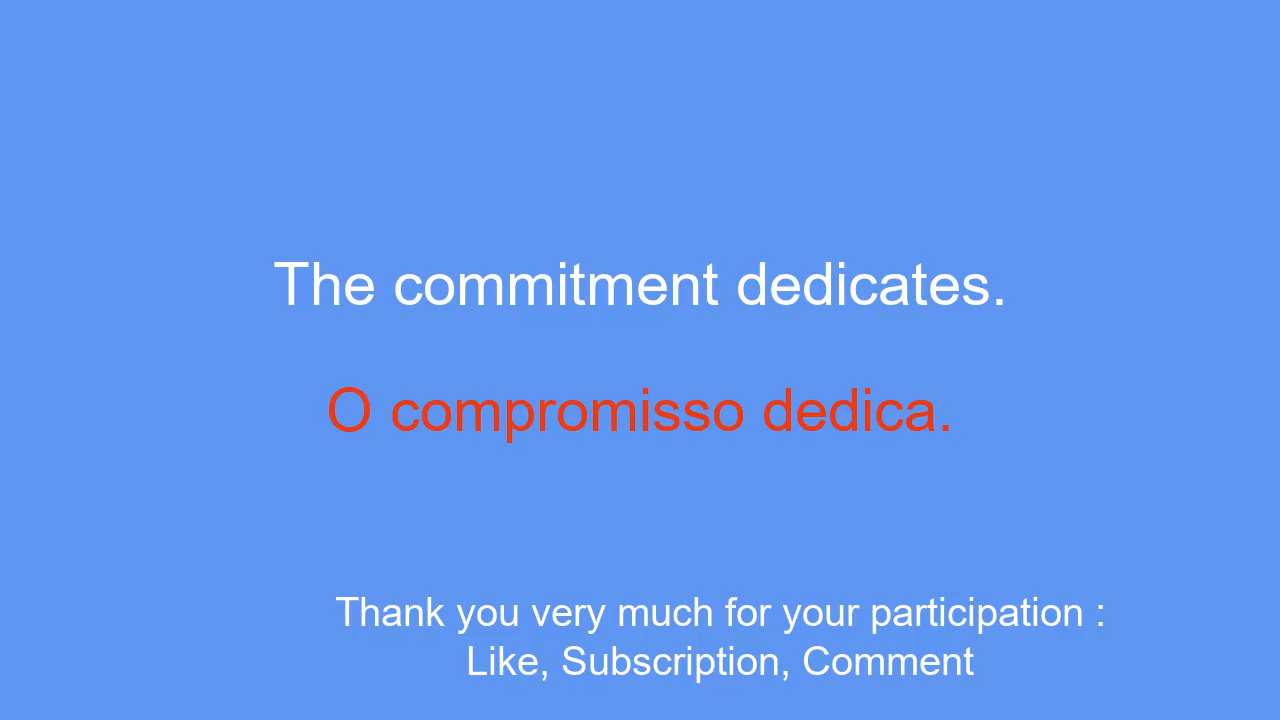 The commitment dedicates.
O compromisso dedica.
Thank you very much for your participation :
Like, Subscription, Comment